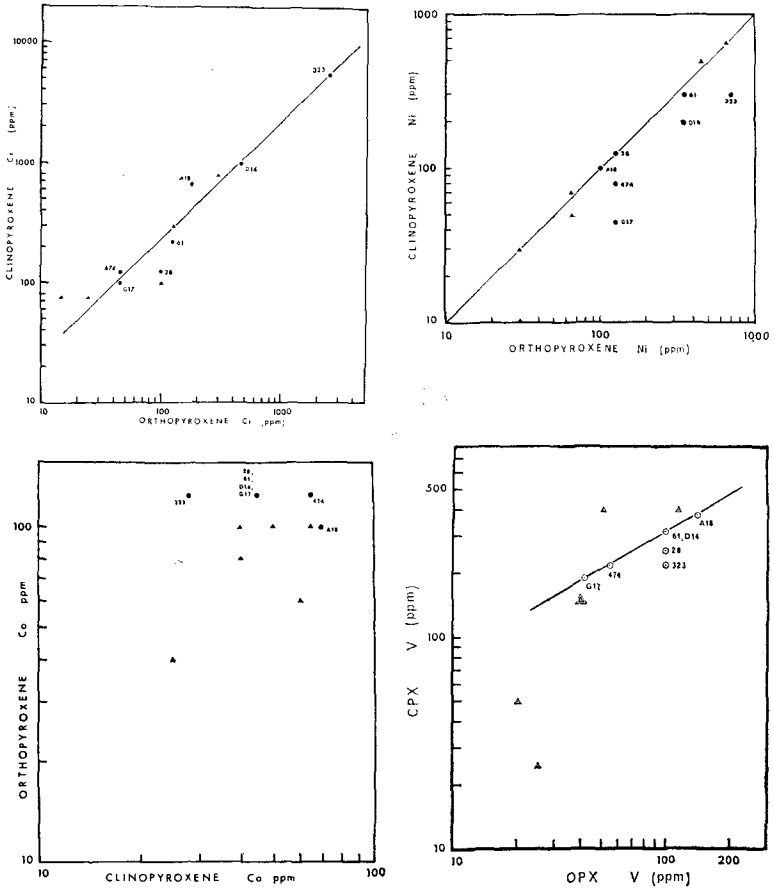 10000
1000
100
10
CLINOPYROXENE Cr (ppm)
323
A18
D14
61
474
28
G17
10
100
1000
ORTHOPYROXENE Cr (ppm)
1000
100
10
CLINOPYROXENE Ni (ppm)
61
323
D14
28
A18
474
G17
10
100
1000
ORTHOPYROXENE Ni (ppm)
100
10
ORTHOPYROXENE Co ppm
28,
61,
D14,
323
G17
474
A18
10
100
CLINOPYROXENE Co ppm
500
100
10
CPX V (ppm)
A18
61, D14
28
323
474
G17
10
100
200
OPX V (ppm)